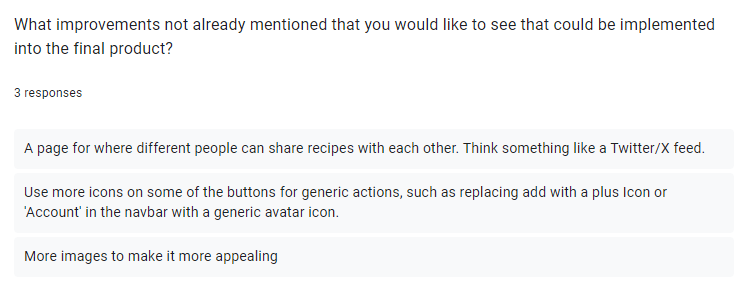 What improvements not already mentioned that you would like to see that could be implemented
into the final product?
3 responses
A page for where different people can share recipes with each other. Think something like a Twitter/X feed.
Use more icons on some of the buttons for generic actions, such as replacing add with a plus Icon or
'Account' in the navbar with a generic avatar icon.
More images to make it more appealing